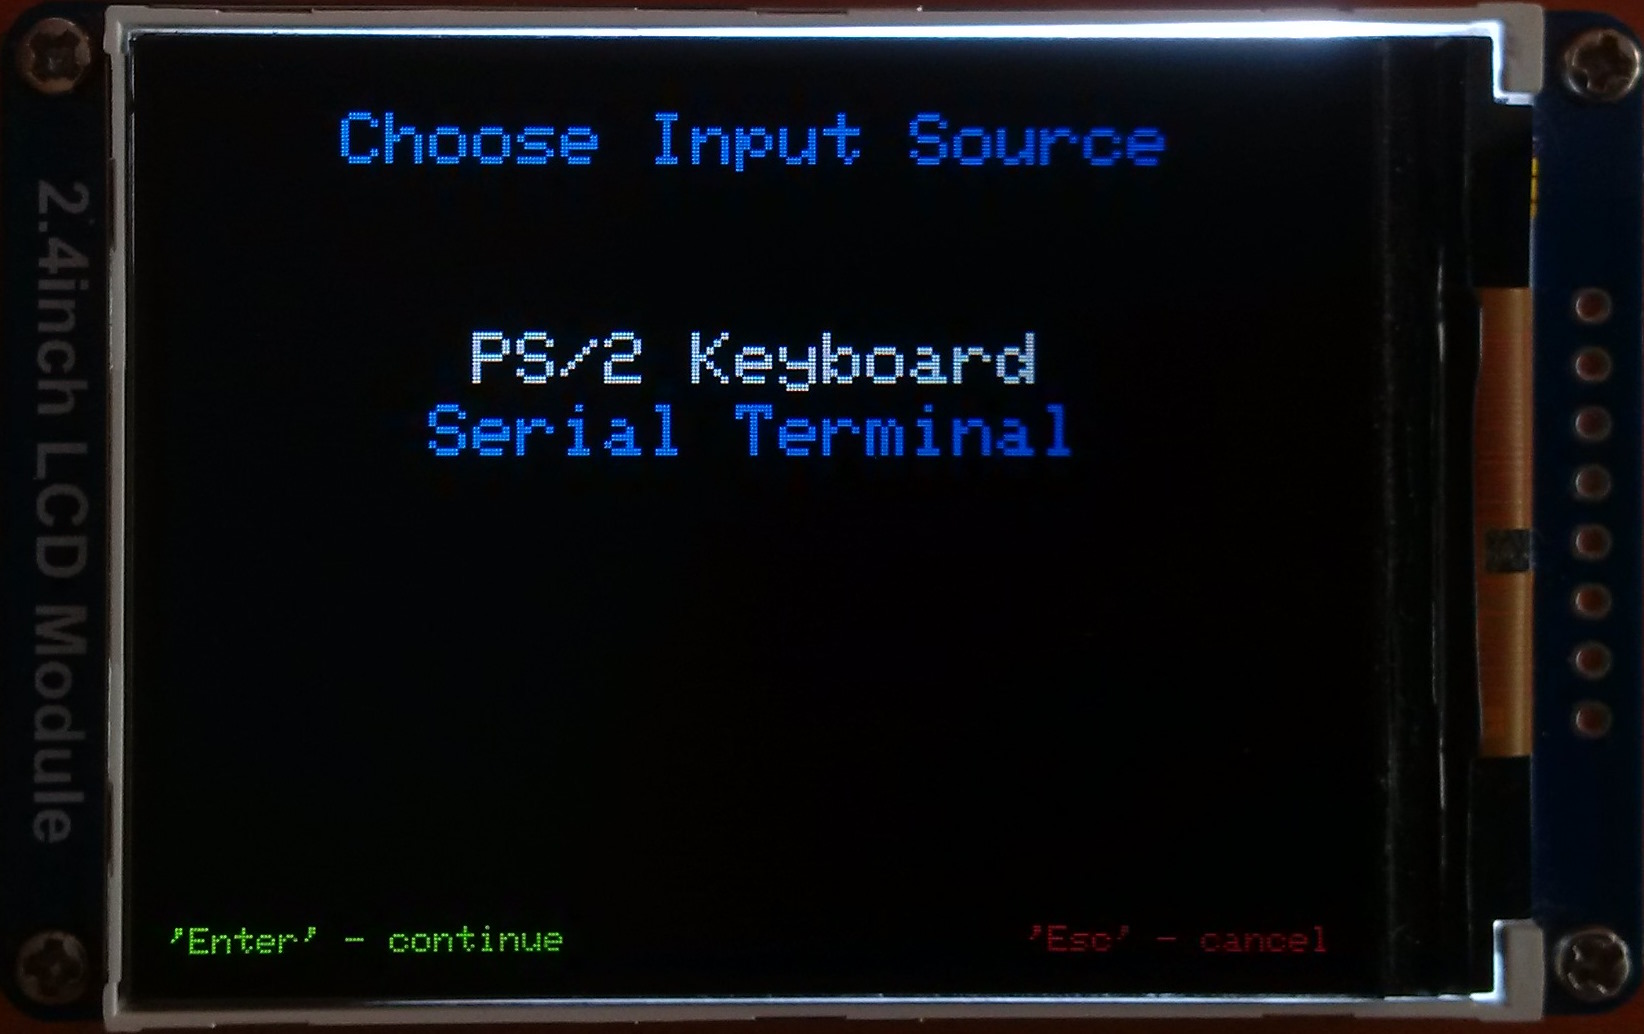 Choose Input Source
PS/2 Keyboard
Serial Terminal
'Enter' - continue
'Esc' - cancel
2.4inch LCD Module